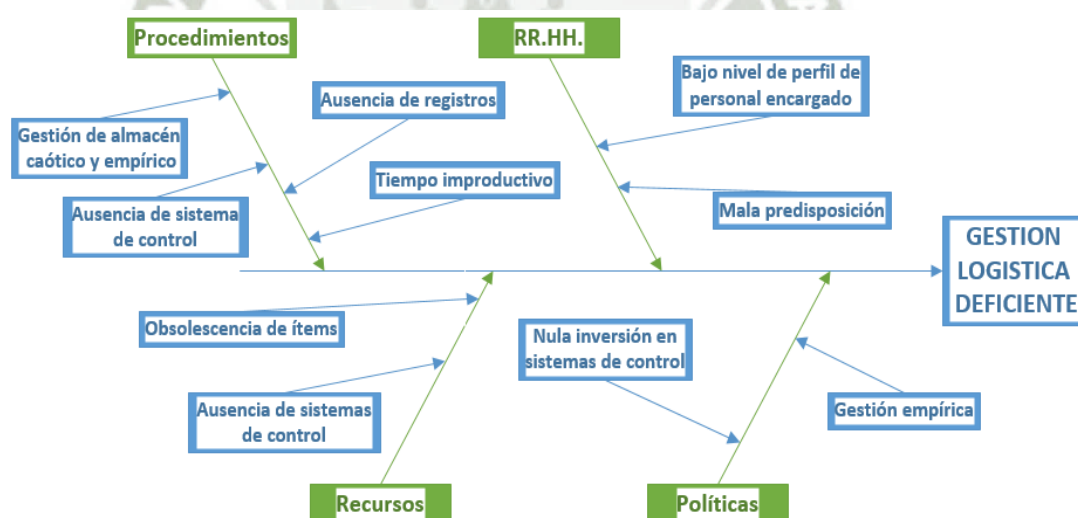 Procedimientos
RR.HH.
Bajo nivel de perfil de
personal encargado
Ausencia de registros
Gestión de almacén
caótico y empírico
Tiempo improductivo
Ausencia de sistema
de control
Mala predisposición
GESTION
LOGISTICA
DEFICIENTE
Obsolescencia de ítems
Nula inversión en
sistemas de control
Ausencia de sistemas
de control
Gestión empírica
Recursos
Políticas